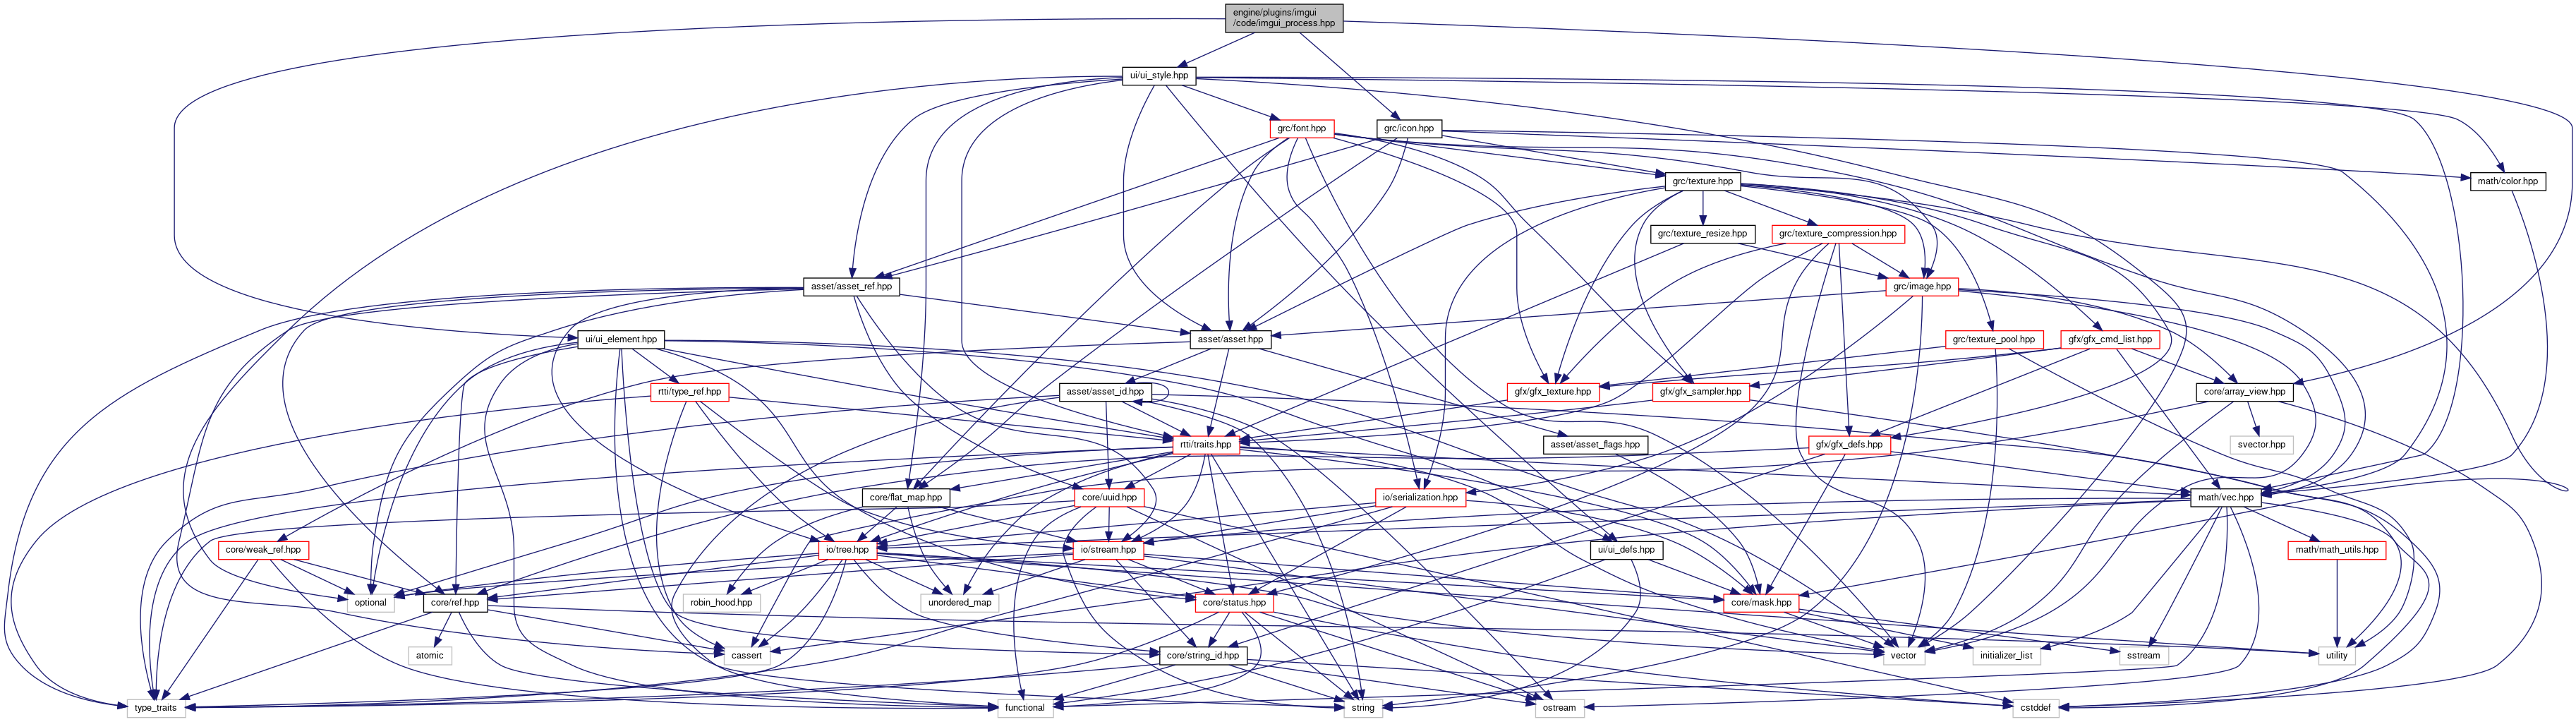 engine/plugins/imgui
/code/imgui_process.hpp
ui/ui_style.hpp
grc/font.hpp
grc/icon.hpp
grc/texture.hpp
math/color.hpp
grc/texture_resize.hpp
grc/texture_compression.hpp
asset/asset_ref.hpp
grc/image.hpp
ui/ui_element.hpp
asset/asset.hpp
grc/texture_pool.hpp
gfx/gfx_cmd_list.hpp
rtti/type_ref.hpp
asset/asset_id.hpp
gfx/gfx_texture.hpp
gfx/gfx_sampler.hpp
core/array_view.hpp
rtti/traits.hpp
asset/asset_flags.hpp
gfx/gfx_defs.hpp
svector.hpp
core/flat_map.hpp
core/uuid.hpp
io/serialization.hpp
math/vec.hpp
core/weak_ref.hpp
io/tree.hpp
io/stream.hpp
ui/ui_defs.hpp
math/math_utils.hpp
optional
core/ref.hpp
robin_hood.hpp
unordered_map
core/status.hpp
core/mask.hpp
atomic
cassert
core/string_id.hpp
vector
initializer_list
sstream
utility
type_traits
functional
string
ostream
cstddef